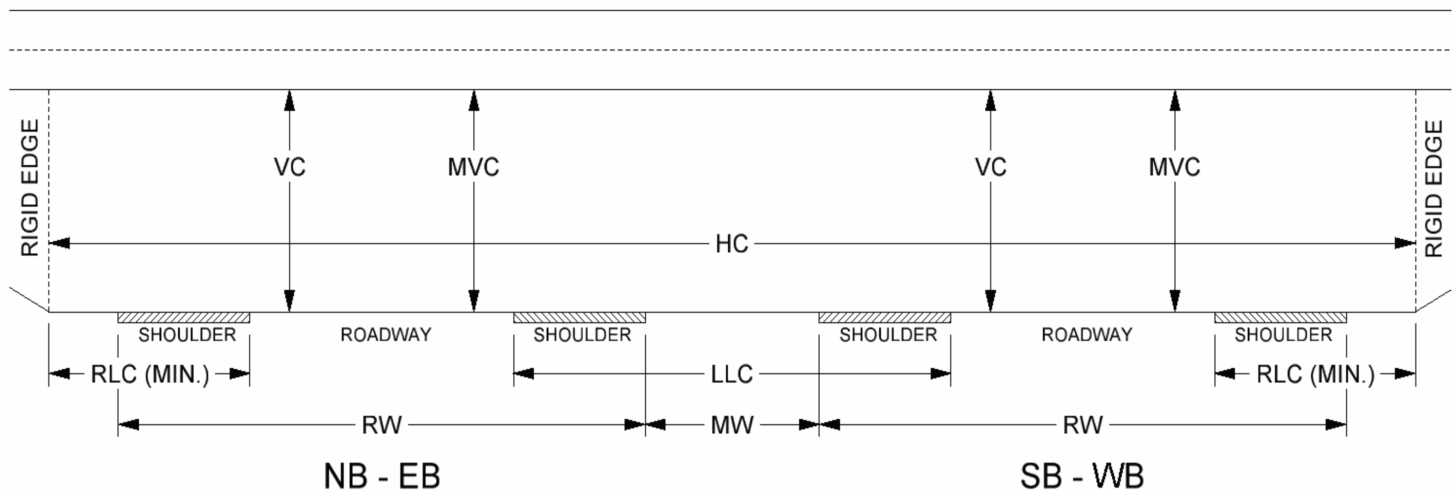 RIGID EDGE
VC
MVC
VC
MVC
RIGID EDGE
HC
SHOULDER
ROADWAY
SHOULDER
SHOULDER
ROADWAY
SHOULDER
RLC (MIN.)
LLC
RLC (MIN.)
RW
MW
RW
NB - EB
SB - WB